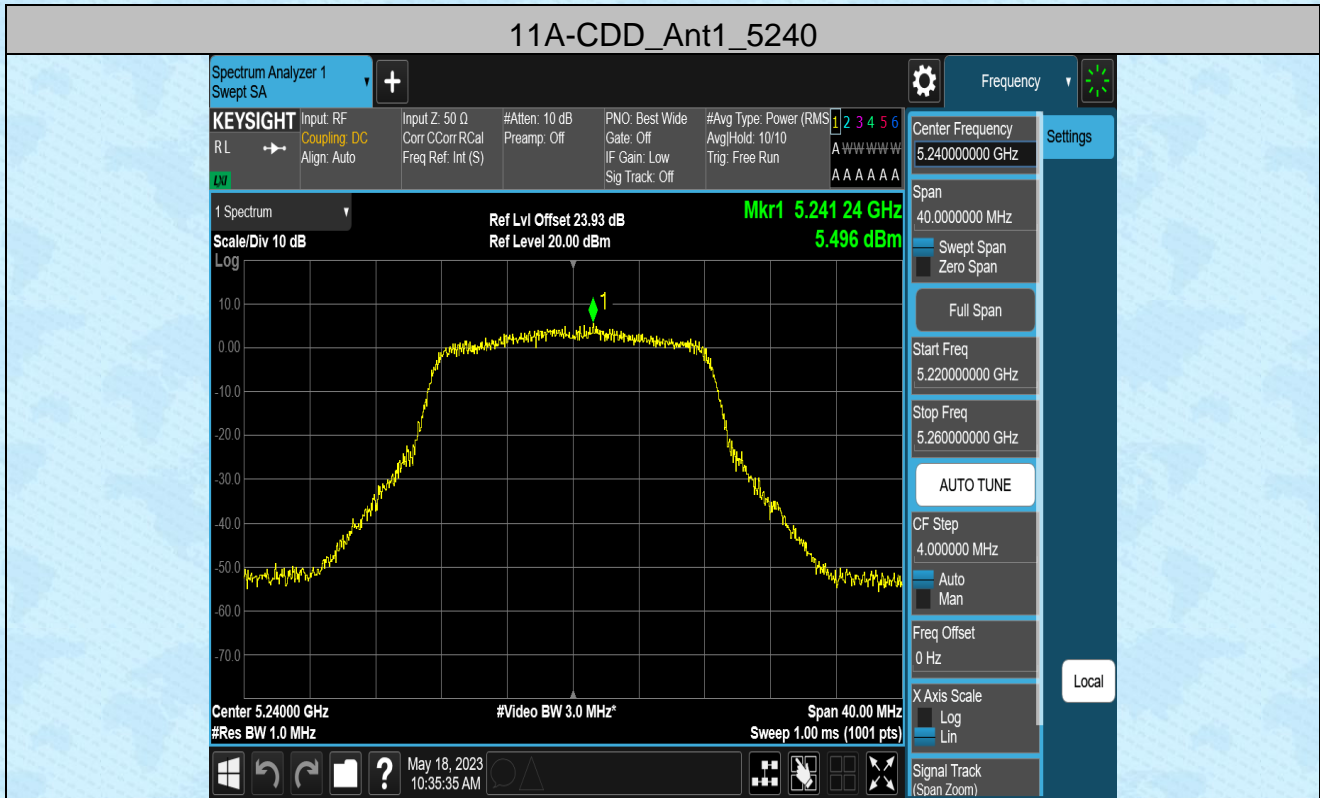 11A-CDD_Ant1_5240
Spectrum Analyzer 1
Swept SA
Frequency
KEYSIGHT
RL
LXI
Input: RF
Coupling: DC
Align: Auto
Input Z: 50 Ω
Corr CCorr RCal
Freq Ref: Int (S)
#Atten: 10 dB
Preamp: Off
PNO: Best Wide
Gate: Off
IF Gain: Low
Sig Track: Off
#Avg Type: Power (RMS
Avg|Hold: 10/10
Trig: Free Run
1 2 3 4 5 6
A W W W W W
A A A A A A
1 Spectrum
Scale/Div 10 dB
Ref Lvl Offset 23.93 dB
Ref Level 20.00 dBm
Mkr1 5.241 24 GHz
5.496 dBm
Log
10.0
0.00
-10.0
-20.0
-30.0
-40.0
-50.0
-60.0
-70.0
1
Center 5.24000 GHz
#Res BW 1.0 MHz
#Video BW 3.0 MHz*
Span 40.00 MHz
Sweep 1.00 ms (1001 pts)
Center Frequency
5.240000000 GHz
Settings
Span
40.0000000 MHz
Swept Span
Zero Span
Full Span
Start Freq
5.220000000 GHz
Stop Freq
5.260000000 GHz
AUTO TUNE
CF Step
4.000000 MHz
Auto
Man
Freq Offset
0 Hz
X Axis Scale
Log
Lin
Local
Signal Track
(Span Zoom)
?
May 18, 2023
10:35:35 AM